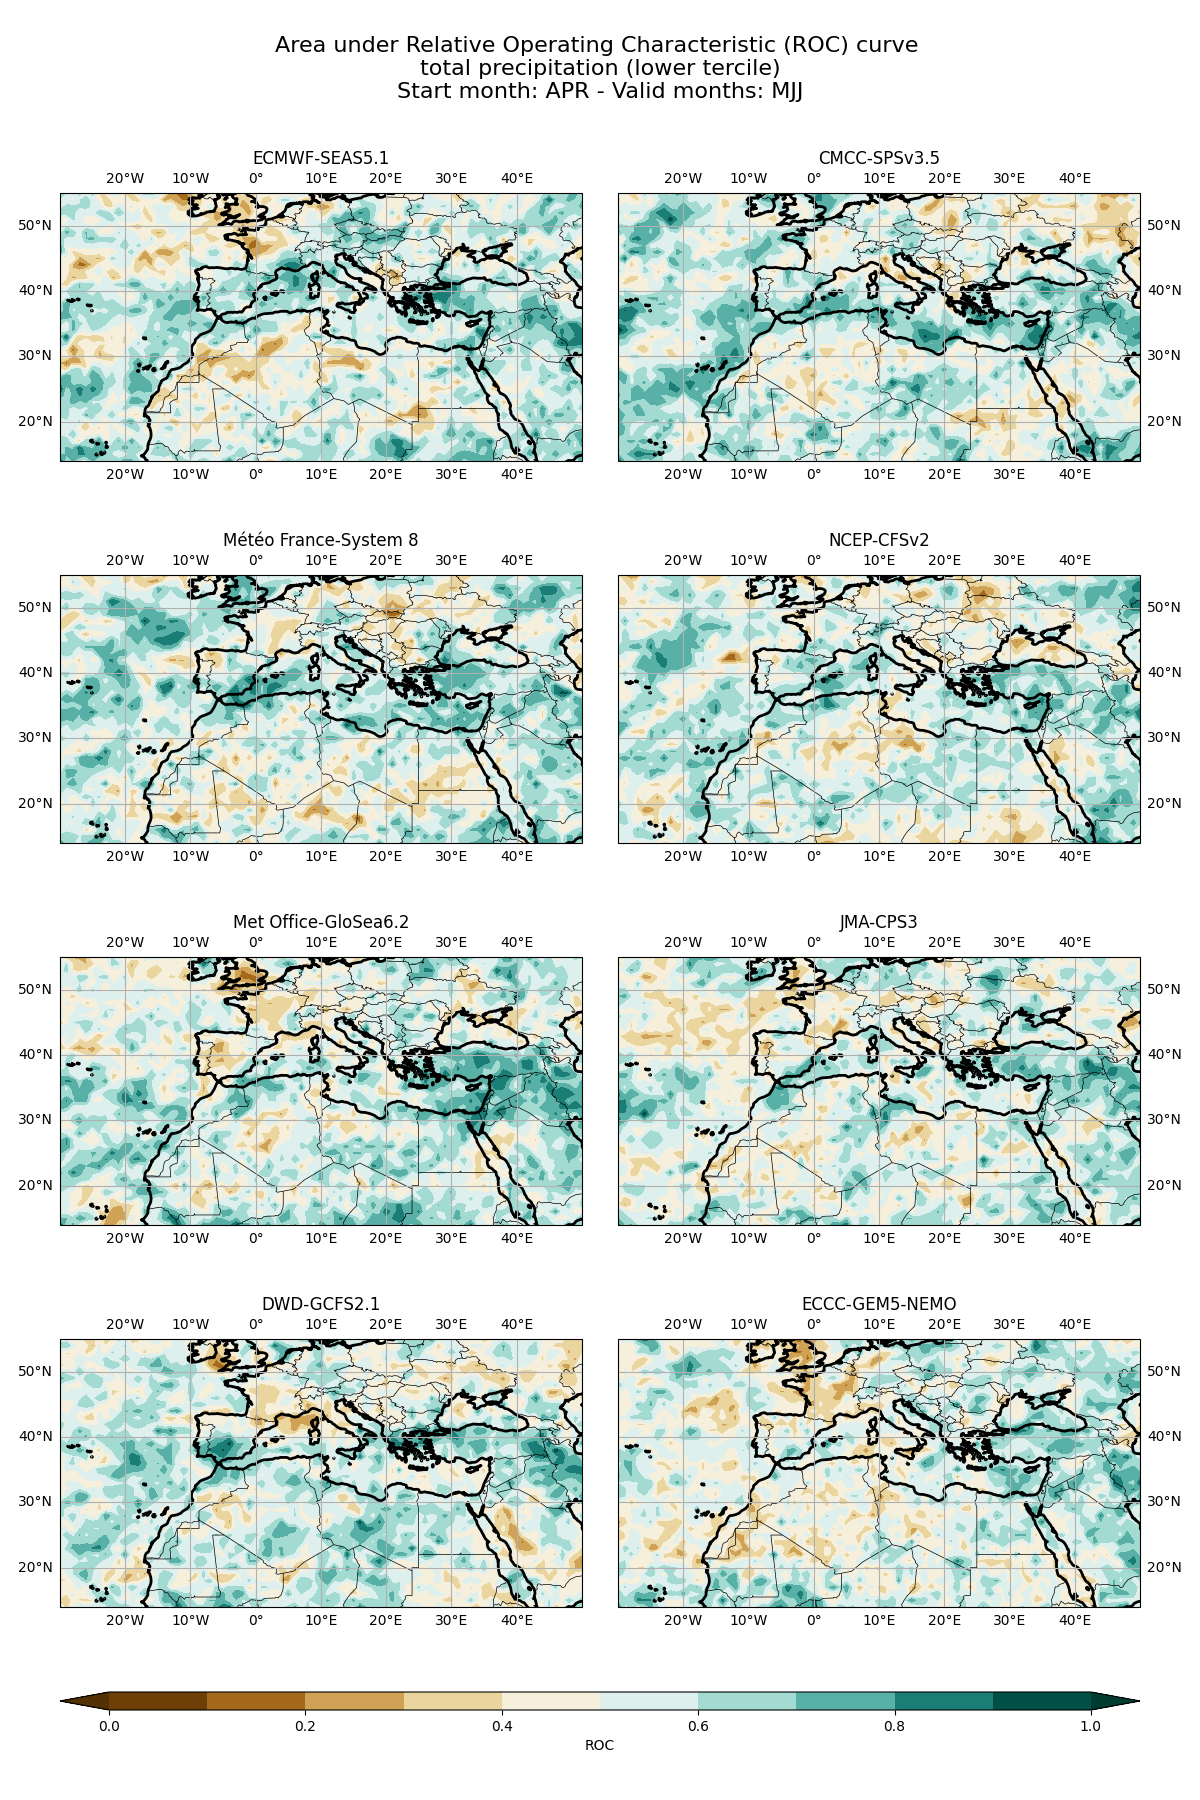 Area under Relative Operating Characteristic (ROC) curve
total precipitation (lower tercile)
Start month: APR - Valid months: MJJ
ECMWF-SEAS5.1
20°W 10°W 0° 10°E 20°E 30°E 40°E
50°N
40°N
30°N
20°N
20°W 10°W 0° 10°E 20°E 30°E 40°E
CMCC-SPSv3.5
20°W 10°W 0° 10°E 20°E 30°E 40°E
50°N
40°N
30°N
20°N
20°W 10°W 0° 10°E 20°E 30°E 40°E
Météo France-System 8
20°W 10°W 0° 10°E 20°E 30°E 40°E
50°N
40°N
30°N
20°N
20°W 10°W 0° 10°E 20°E 30°E 40°E
NCEP-CFSv2
20°W 10°W 0° 10°E 20°E 30°E 40°E
50°N
40°N
30°N
20°N
20°W 10°W 0° 10°E 20°E 30°E 40°E
Met Office-GloSea6.2
20°W 10°W 0° 10°E 20°E 30°E 40°E
50°N
40°N
30°N
20°N
20°W 10°W 0° 10°E 20°E 30°E 40°E
JMA-CPS3
20°W 10°W 0° 10°E 20°E 30°E 40°E
50°N
40°N
30°N
20°N
20°W 10°W 0° 10°E 20°E 30°E 40°E
DWD-GCFS2.1
20°W 10°W 0° 10°E 20°E 30°E 40°E
50°N
40°N
30°N
20°N
20°W 10°W 0° 10°E 20°E 30°E 40°E
ECCC-GEM5-NEMO
20°W 10°W 0° 10°E 20°E 30°E 40°E
50°N
40°N
30°N
20°N
20°W 10°W 0° 10°E 20°E 30°E 40°E
0.0 0.2 0.4 0.6 0.8 1.0
ROC